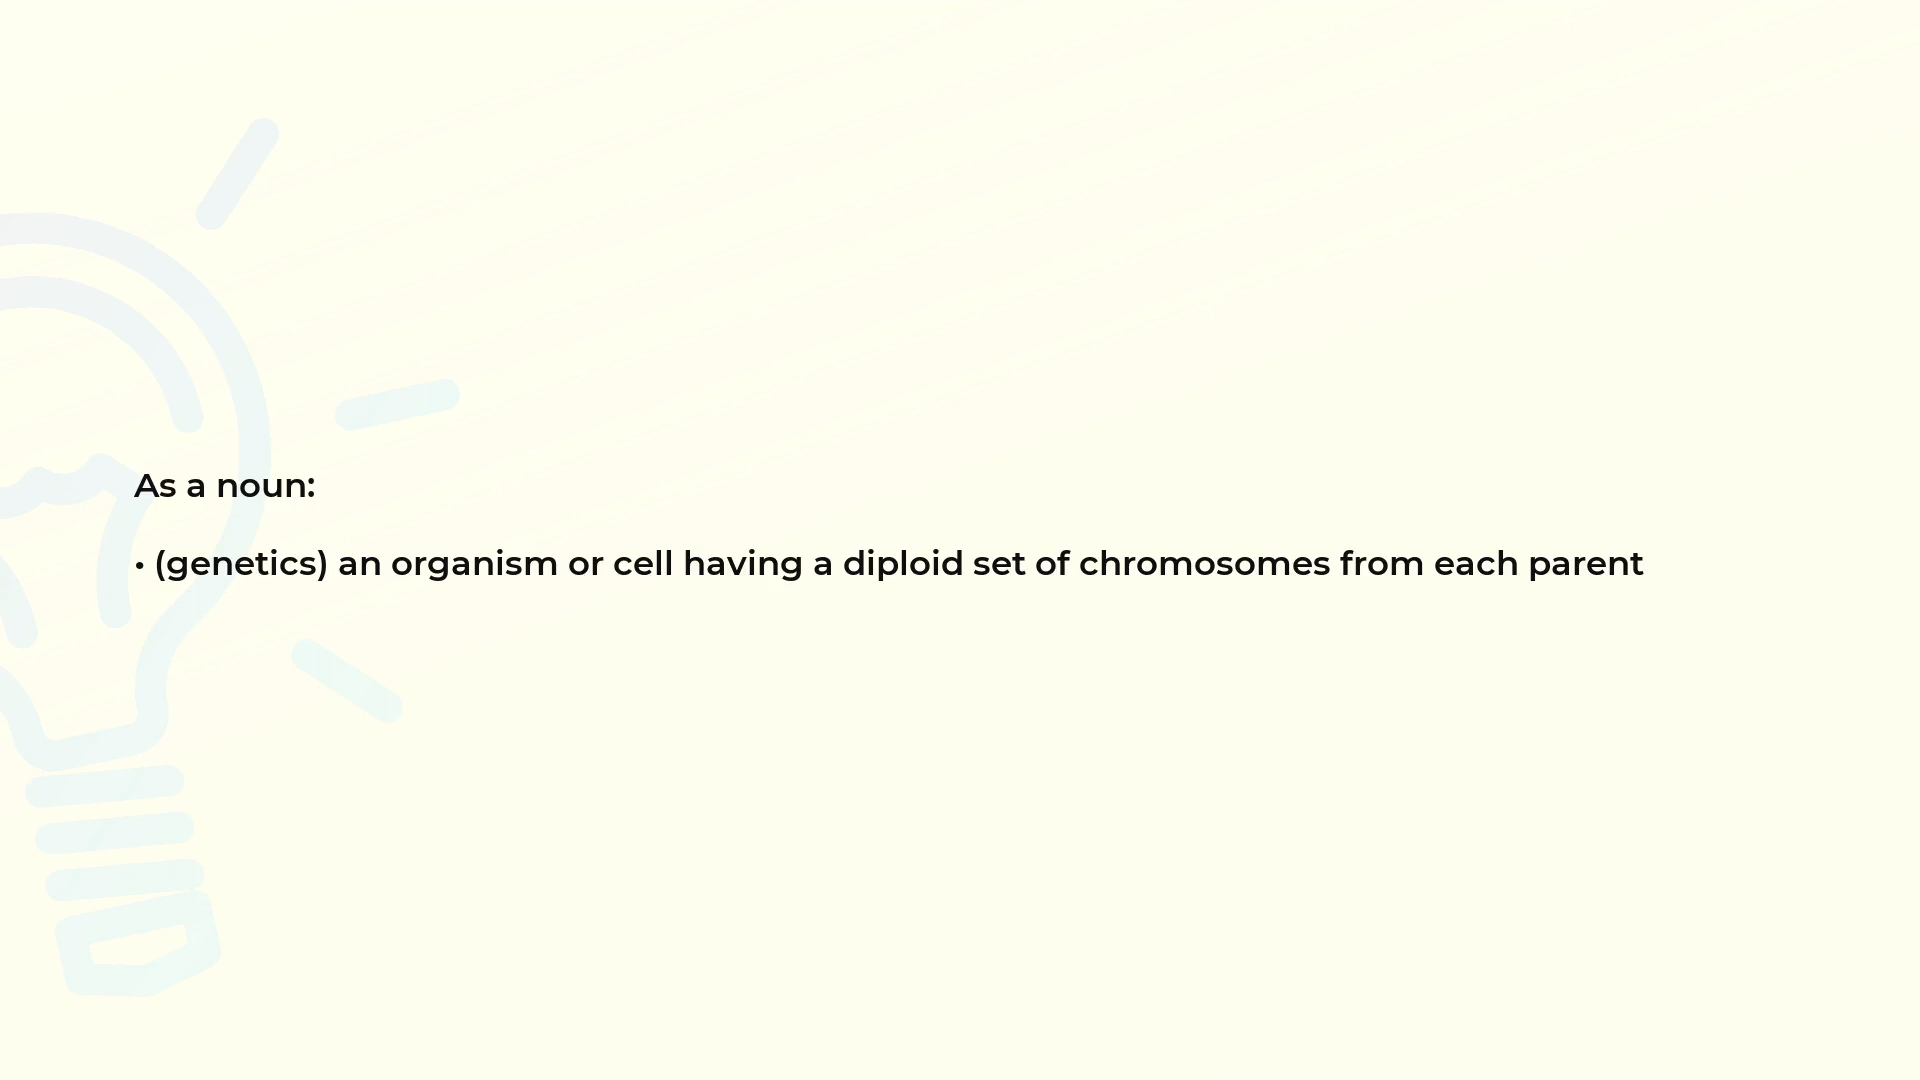 As a noun:
• (genetics) an organism or cell having a diploid set of chromosomes from each parent